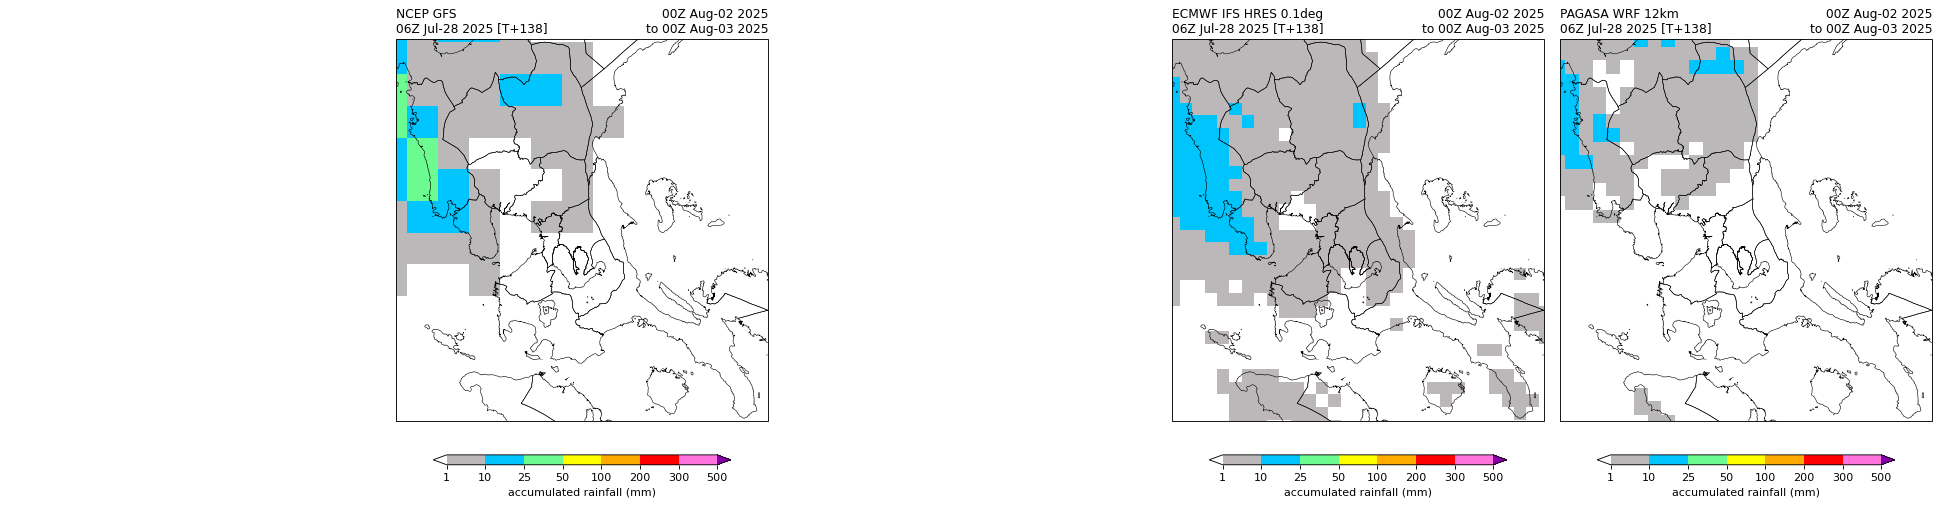 NCEP GFS 00Z Aug-02 2025
06Z Jul-28 2025 [T+138] to 00Z Aug-03 2025
1 10 25 50 100 200 300 500
accumulated rainfall (mm)
ECMWF IFS HRES 0.1deg 00Z Aug-02 2025
06Z Jul-28 2025 [T+138] to 00Z Aug-03 2025
1 10 25 50 100 200 300 500
accumulated rainfall (mm)
PAGASA WRF 12km 00Z Aug-02 2025
06Z Jul-28 2025 [T+138] to 00Z Aug-03 2025
1 10 25 50 100 200 300 500
accumulated rainfall (mm)